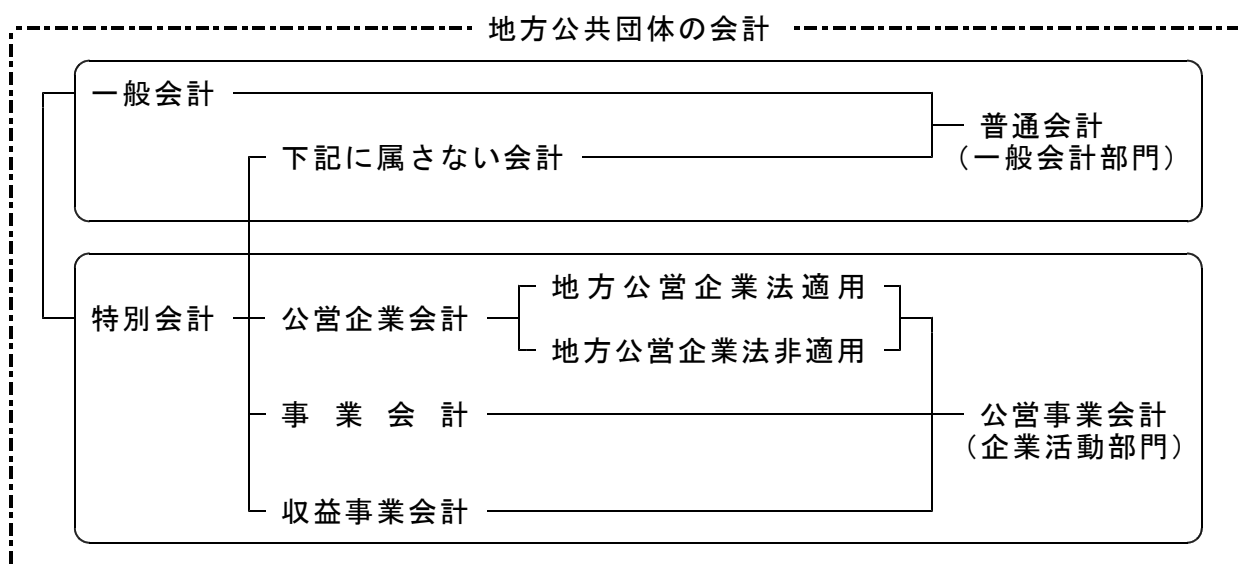 地方公共団体の会計
一般会計
下記に属さない会計
普通会計
（一般会計部門）
特別会計
公営企業会計
地方公営企業法適用
地方公営企業法非適用
事業会計
公営事業会計
（企業活動部門）
収益事業会計